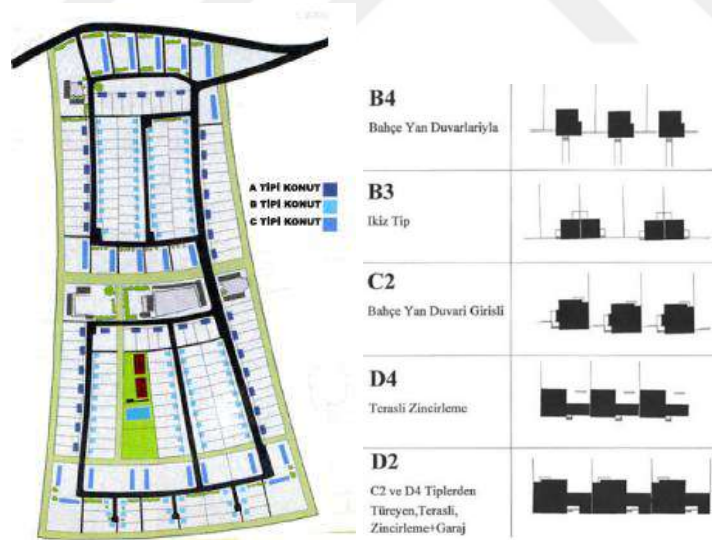 A TİPİ KONUT
B TİPİ KONUT
C TİPİ KONUT
B4
Bahçe Yan Duvarlariyla
B3
Ikiz Tip
C2
Bahçe Yan Duvari Girisli
D4
Terasli Zincirleme
D2
C2 ve D4 Tiplerden
Türeyen,Terasli,
Zincirleme+Garaj